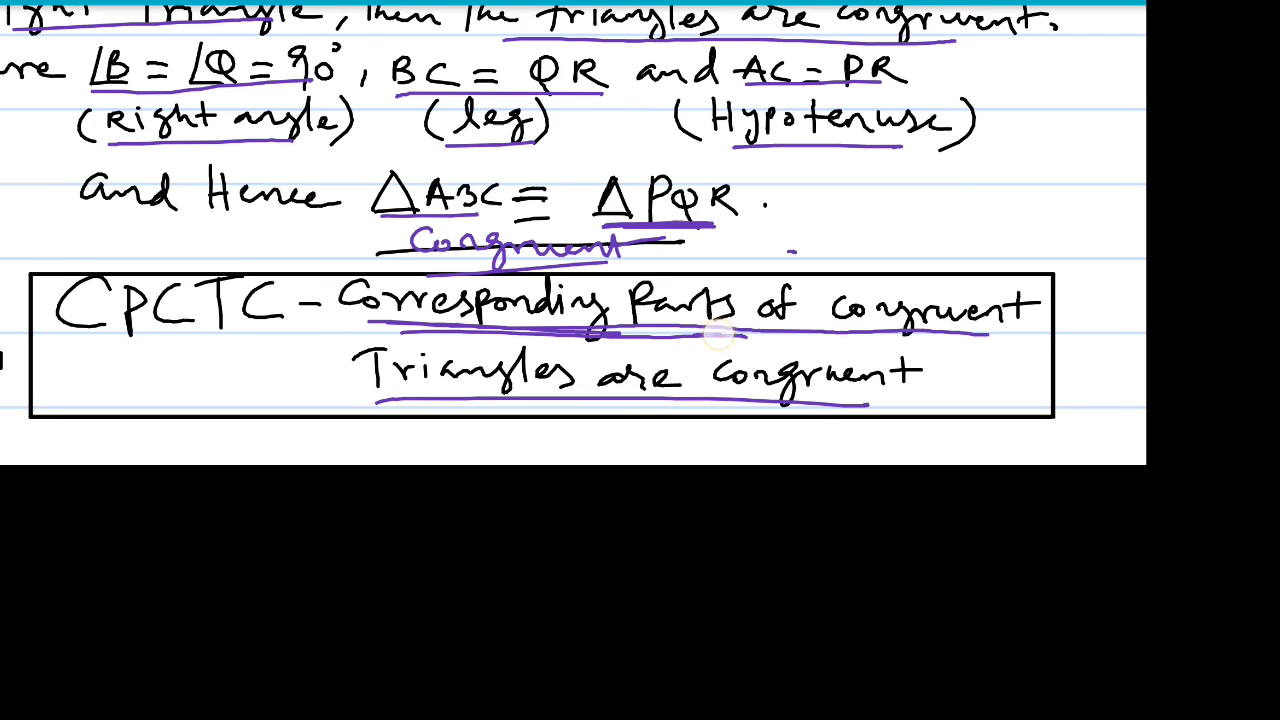 Right Triangle, Then The triangles are congruent.
∠B = ∠Q = 90°, BC = QR and AC = PR
(Right angle) (leg) (Hypotenuse)
and Hence △ABC ≅ △PQR.
Congruent
CPCTC - Corresponding Parts of congruent
Triangles are congruent